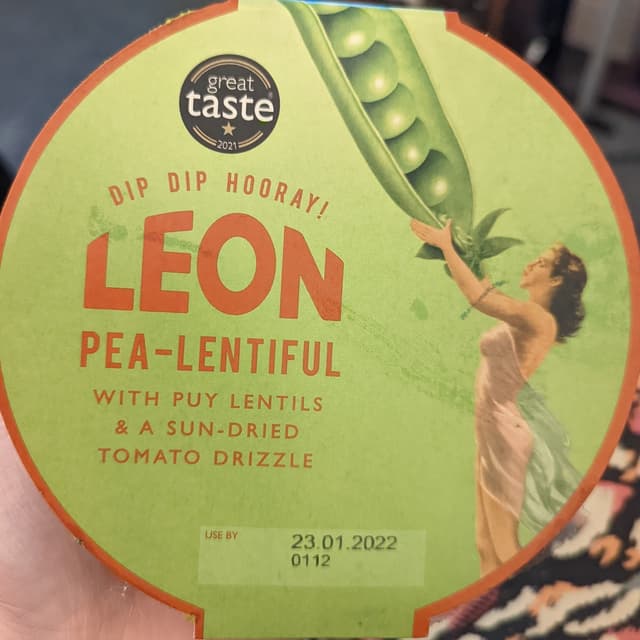 great
taste
2021
DIP DIP HOORAY!
LEON
PEA-LENTIFUL
WITH PUY LENTILS
& A SUN-DRIED
TOMATO DRIZZLE
USE BY
23.01.2022
0112